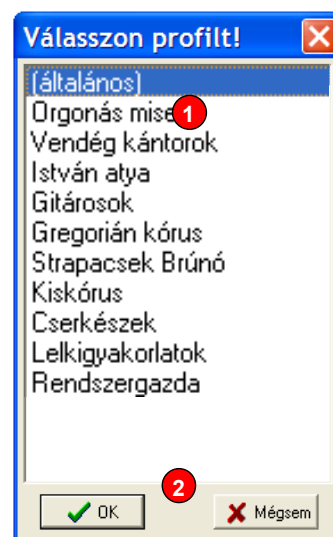 Válasszon profilt!
(általános)
Orgonás mise 1
Vendég kántorok
István atya
Gitárosok
Gregorián kórus
Strapacsek Brúnó
Kiskórus
Cserkészek
Lelkigyakorlatok
Rendszergazda
2
OK Mégsem